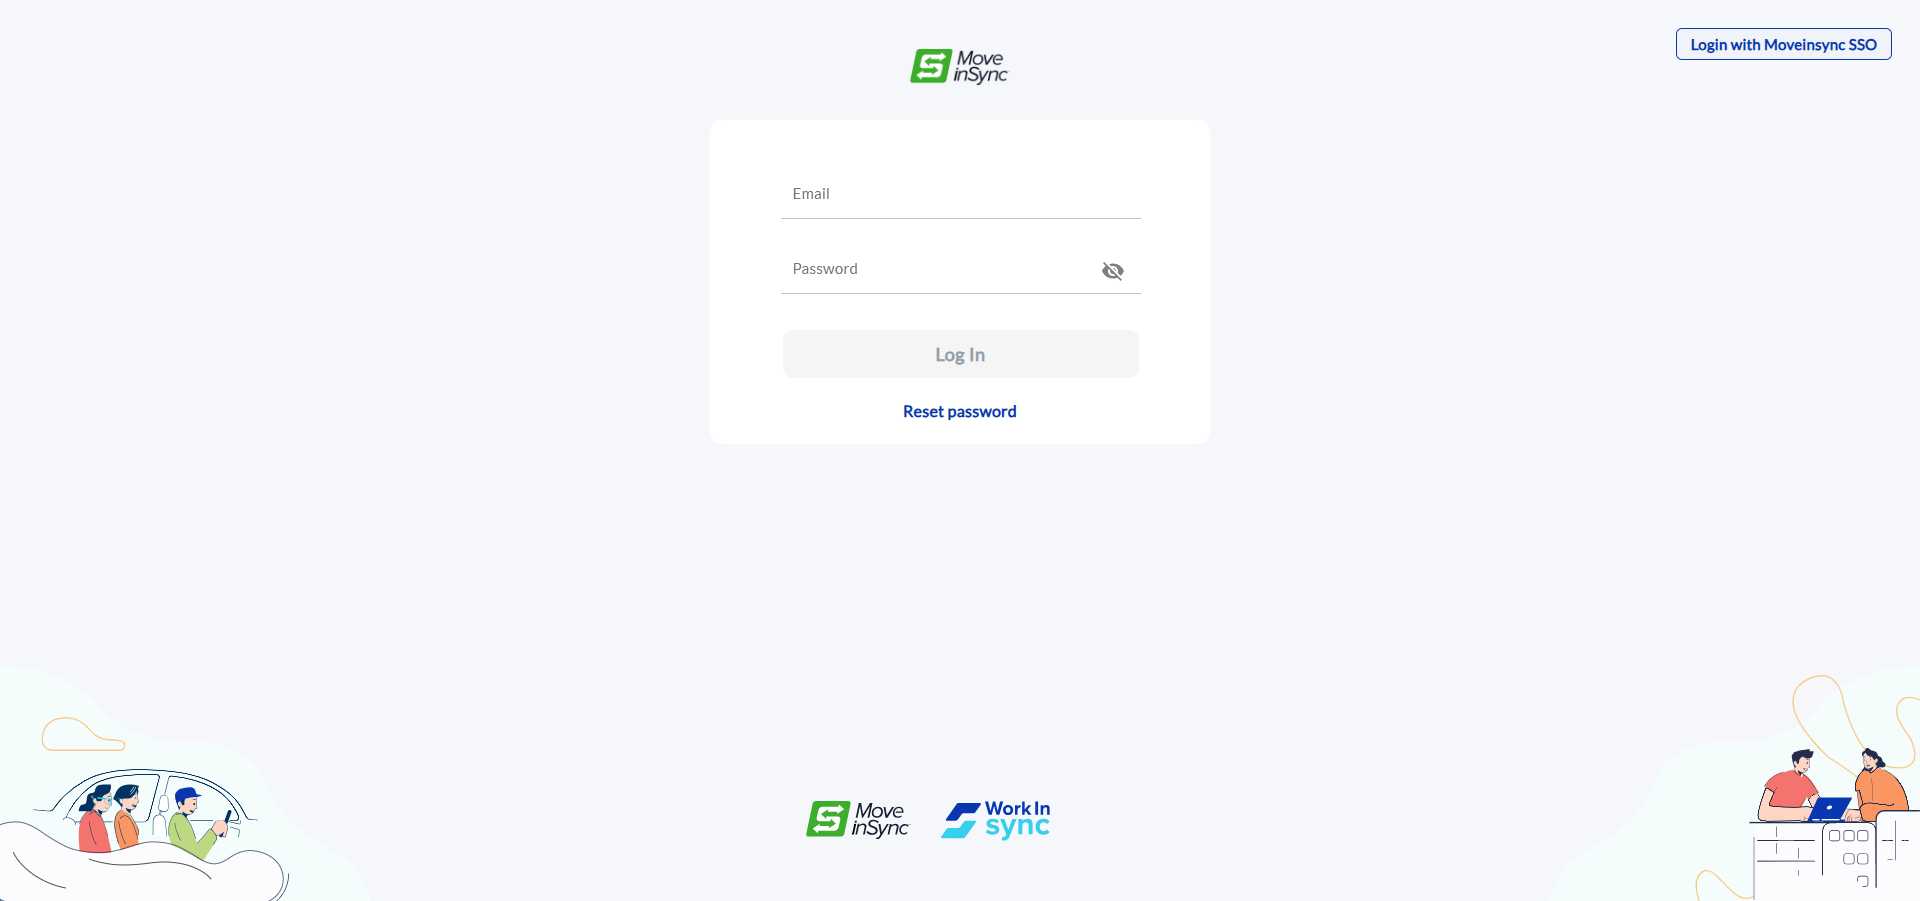 Login with Moveinsync SSO
Move
inSync
Email
Password
Log In
Reset password
Move
inSync
Work In
sync